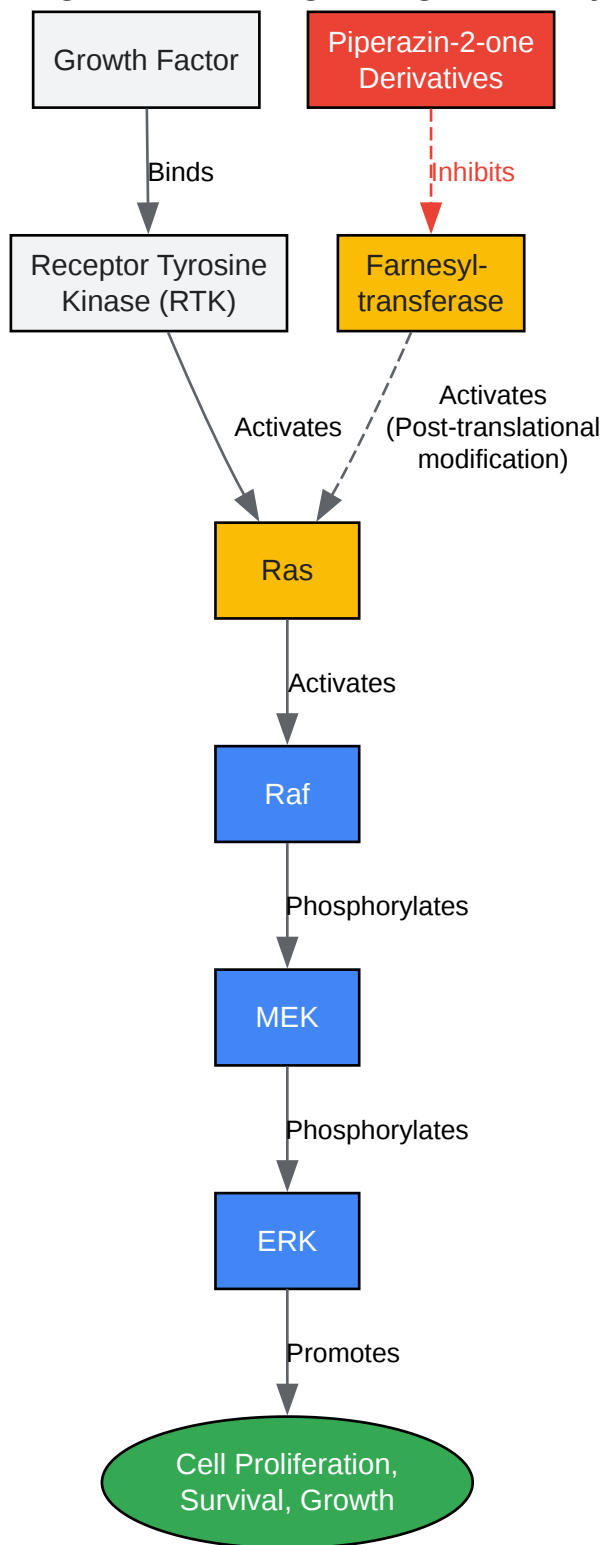 Growth Factor
Piperazin-2-one
Derivatives
Binds
Inhibits
Receptor Tyrosine
Kinase (RTK)
Farnesyl-
transferase
Activates
Activates
(Post-translational
modification)
Ras
Activates
Raf
Phosphorylates
MEK
Phosphorylates
ERK
Promotes
Cell Proliferation,
Survival, Growth